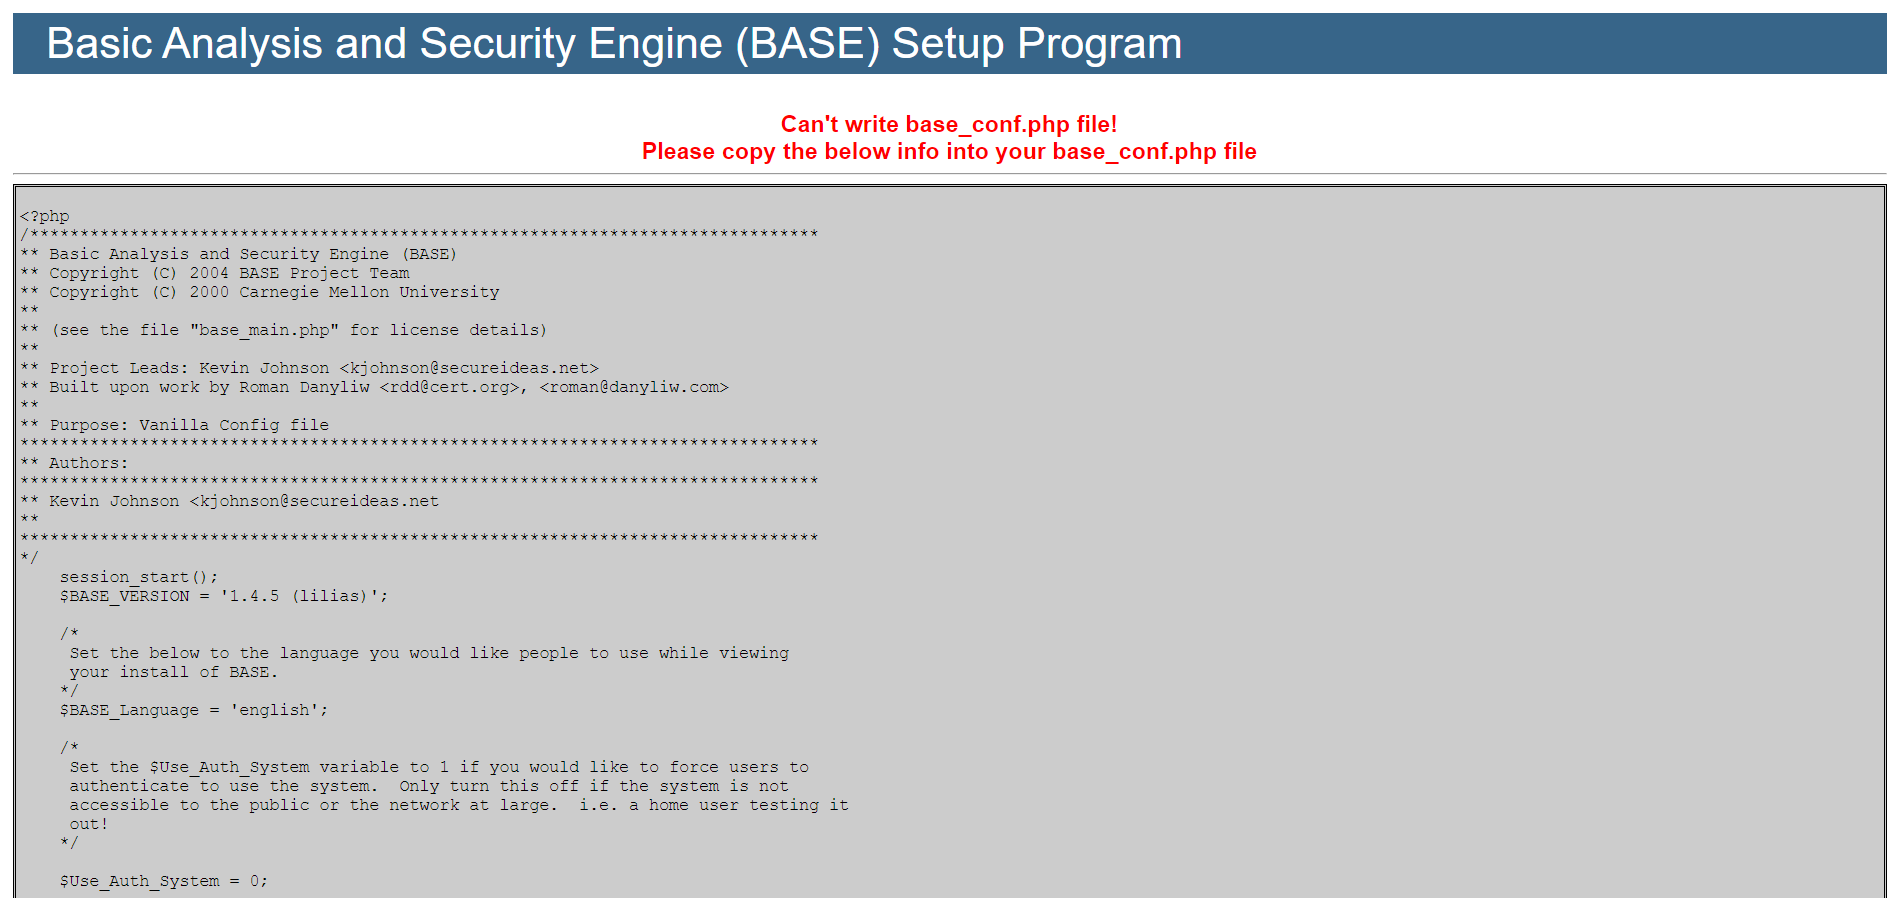 Basic Analysis and Security Engine (BASE) Setup Program
Can't write base_conf.php file!
Please copy the below info into your base_conf.php file
<?php
/*******************************************************************************
** Basic Analysis and Security Engine (BASE)
** Copyright (C) 2004 BASE Project Team
** Copyright (C) 2000 Carnegie Mellon University
**
** (see the file "base_main.php" for license details)
**
** Project Leads: Kevin Johnson <kjohnson@secureideas.net>
** Built upon work by Roman Danyliw <rdd@cert.org>, <roman@danyliw.com>
**
** Purpose: Vanilla Config file
********************************************************************************
** Authors:
********************************************************************************
** Kevin Johnson <kjohnson@secureideas.net
**
********************************************************************************
*/
    session_start();
    $BASE_VERSION = '1.4.5 (lilias)';
    /*
     Set the below to the language you would like people to use while viewing
     your install of BASE.
    */
    $BASE_Language = 'english';
    /*
     Set the $Use_Auth_System variable to 1 if you would like to force users to
     authenticate to use the system.  Only turn this off if the system is not
     accessible to the public or the network at large.  i.e. a home user testing it
     out!
    */
    $Use_Auth_System = 0;